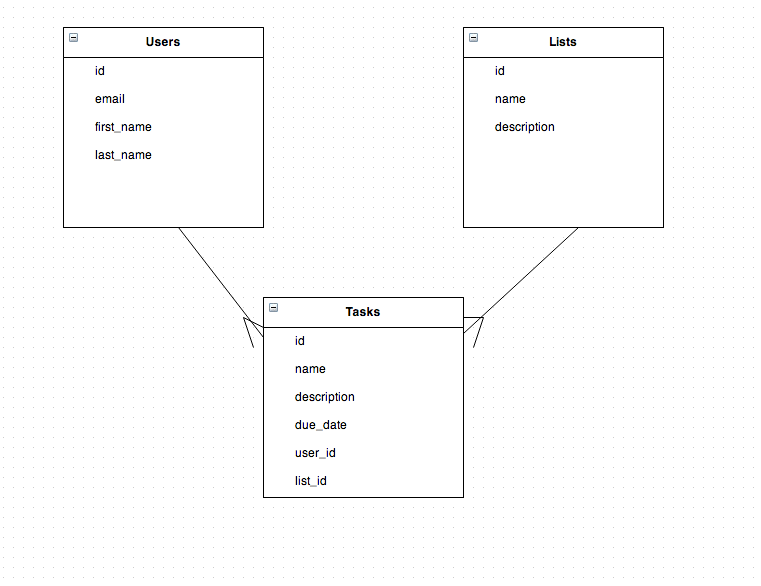 Users
id
email
first_name
last_name
Lists
id
name
description
Tasks
id
name
description
due_date
user_id
list_id